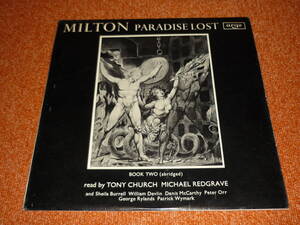 MILTON PARADISE LOST
argo
BOOK TWO (abridged)
read by TONY CHURCH MICHAEL REDGRAVE
and Sheila Burrell William Devlin Denis McCarthy Peter Orr
George Rylands Patrick Wymark